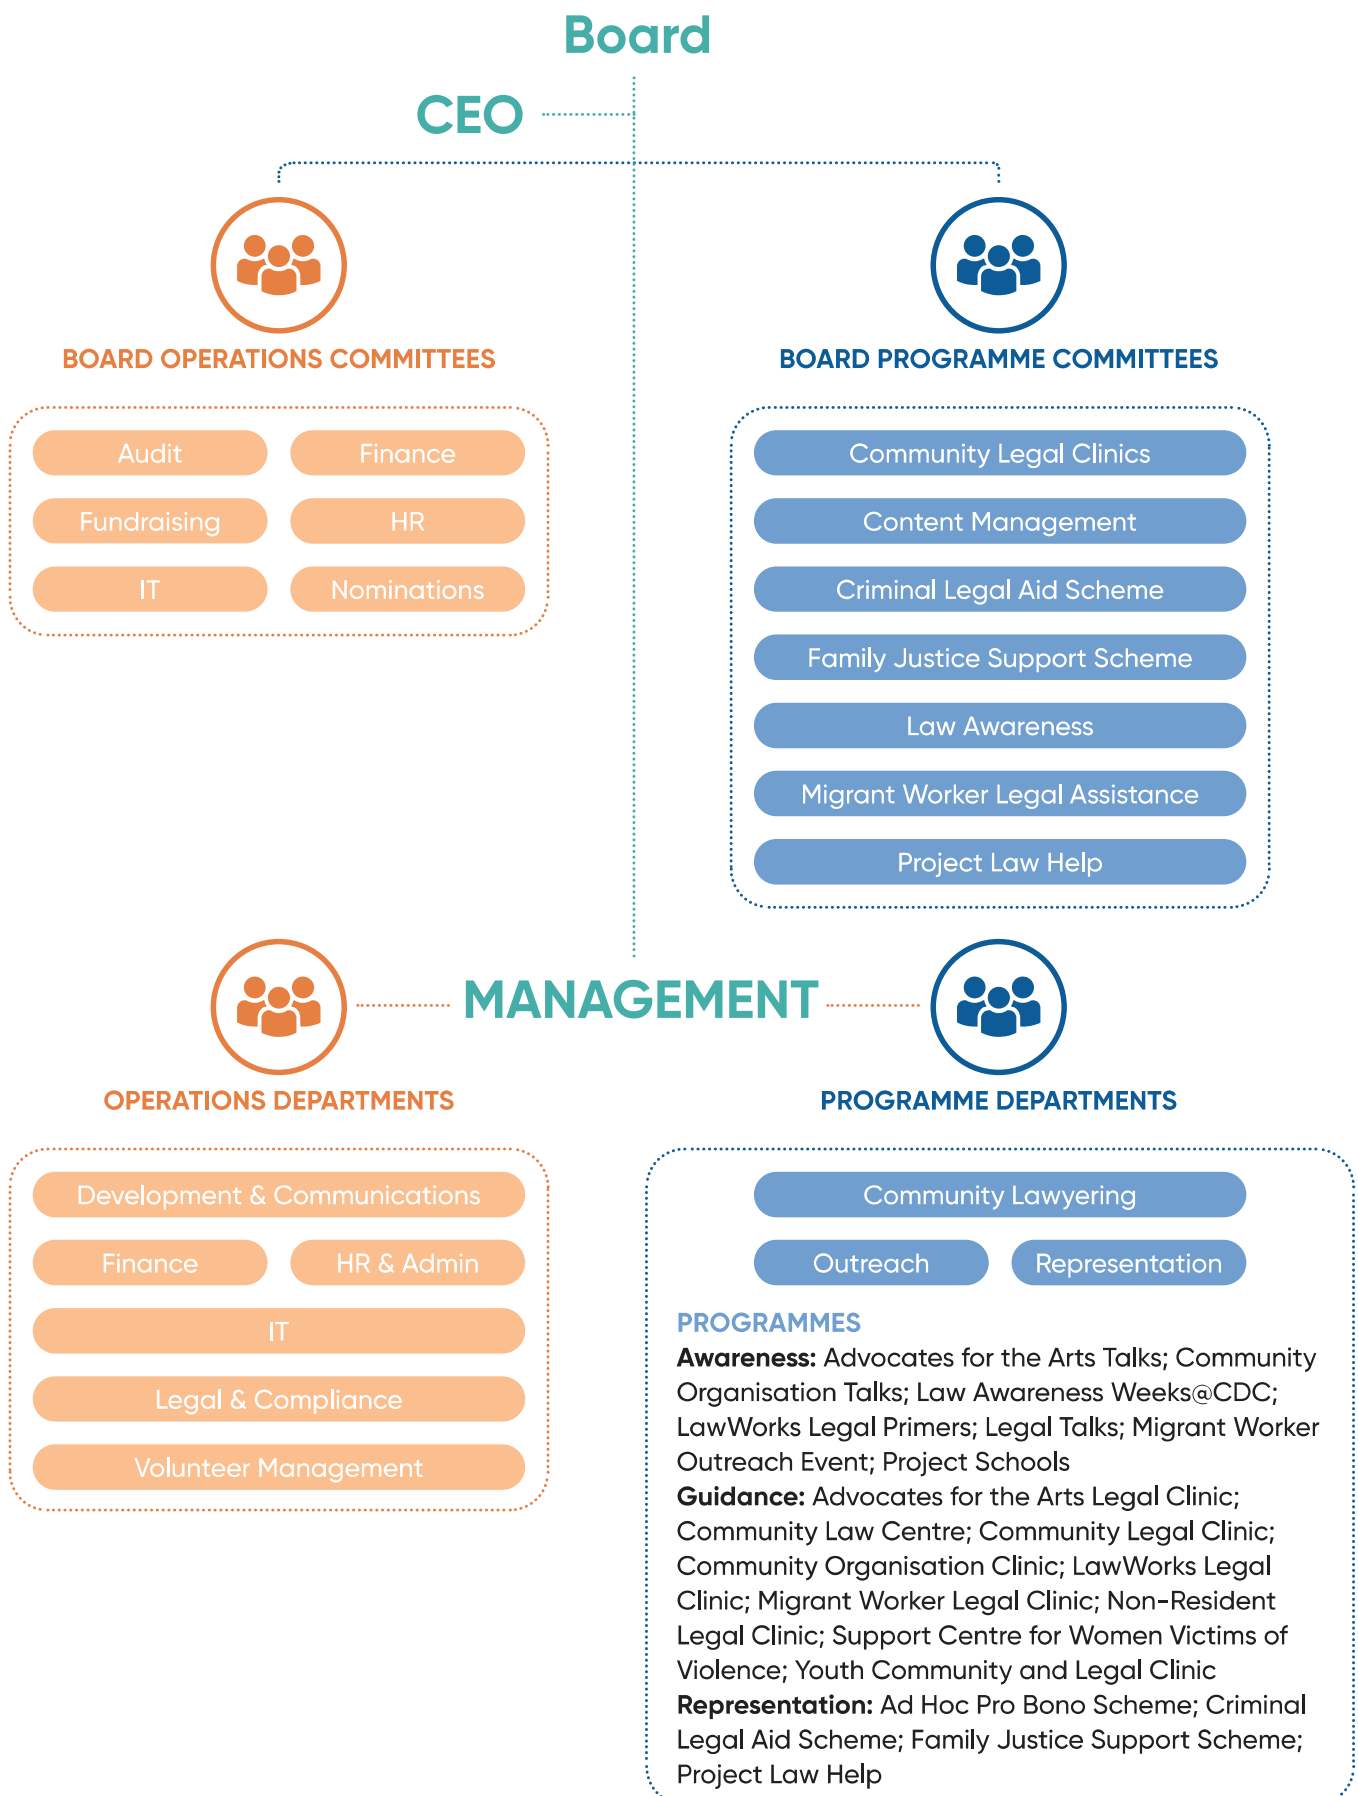 Board
CEO
BOARD OPERATIONS COMMITTEES
Audit
Finance
Fundraising
HR
IT
Nominations
BOARD PROGRAMME COMMITTEES
Community Legal Clinics
Content Management
Criminal Legal Aid Scheme
Family Justice Support Scheme
Law Awareness
Migrant Worker Legal Assistance
Project Law Help
MANAGEMENT
OPERATIONS DEPARTMENTS
Development & Communications
Finance
HR & Admin
IT
Legal & Compliance
Volunteer Management
PROGRAMME DEPARTMENTS
Community Lawyering
Outreach
Representation
PROGRAMMES
Awareness: Advocates for the Arts Talks; Community
Organisation Talks; Law Awareness Weeks@CDC;
LawWorks Legal Primers; Legal Talks; Migrant Worker
Outreach Event; Project Schools
Guidance: Advocates for the Arts Legal Clinic;
Community Law Centre; Community Legal Clinic;
Community Organisation Clinic; LawWorks Legal
Clinic; Migrant Worker Legal Clinic; Non-Resident
Legal Clinic; Support Centre for Women Victims of
Violence; Youth Community and Legal Clinic
Representation: Ad Hoc Pro Bono Scheme; Criminal
Legal Aid Scheme; Family Justice Support Scheme;
Project Law Help